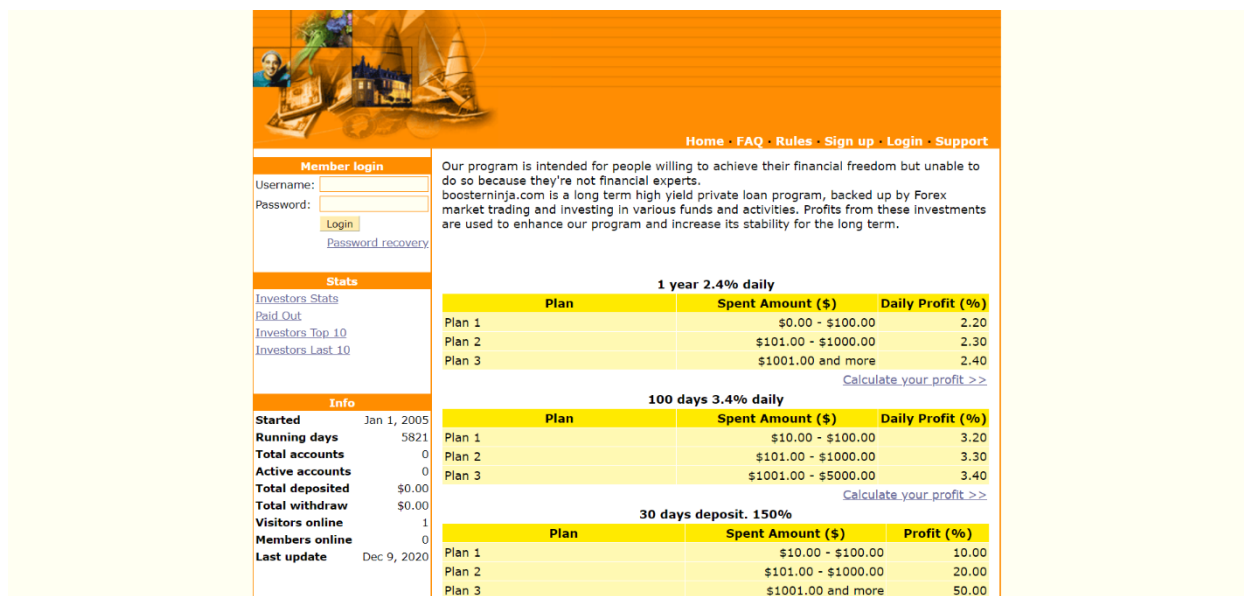 Home · FAQ · Rules · Sign up · Login · Support
Member login
Username:
Password:
Login
Password recovery
Stats
Investors Stats
Paid Out
Investors Top 10
Investors Last 10
Info
Started Jan 1, 2005
Running days 5821
Total accounts 0
Active accounts 0
Total deposited $0.00
Total withdraw $0.00
Visitors online 1
Members online 0
Last update Dec 9, 2020
Our program is intended for people willing to achieve their financial freedom but unable to
do so because they're not financial experts.
boosterninja.com is a long term high yield private loan program, backed up by Forex
market trading and investing in various funds and activities. Profits from these investments
are used to enhance our program and increase its stability for the long term.
1 year 2.4% daily
Plan Spent Amount ($) Daily Profit (%)
Plan 1 $0.00 - $100.00 2.20
Plan 2 $101.00 - $1000.00 2.30
Plan 3 $1001.00 and more 2.40
Calculate your profit >>
100 days 3.4% daily
Plan Spent Amount ($) Daily Profit (%)
Plan 1 $10.00 - $100.00 3.20
Plan 2 $101.00 - $1000.00 3.30
Plan 3 $1001.00 - $5000.00 3.40
Calculate your profit >>
30 days deposit. 150%
Plan Spent Amount ($) Profit (%)
Plan 1 $10.00 - $100.00 10.00
Plan 2 $101.00 - $1000.00 20.00
Plan 3 $1001.00 and more 50.00